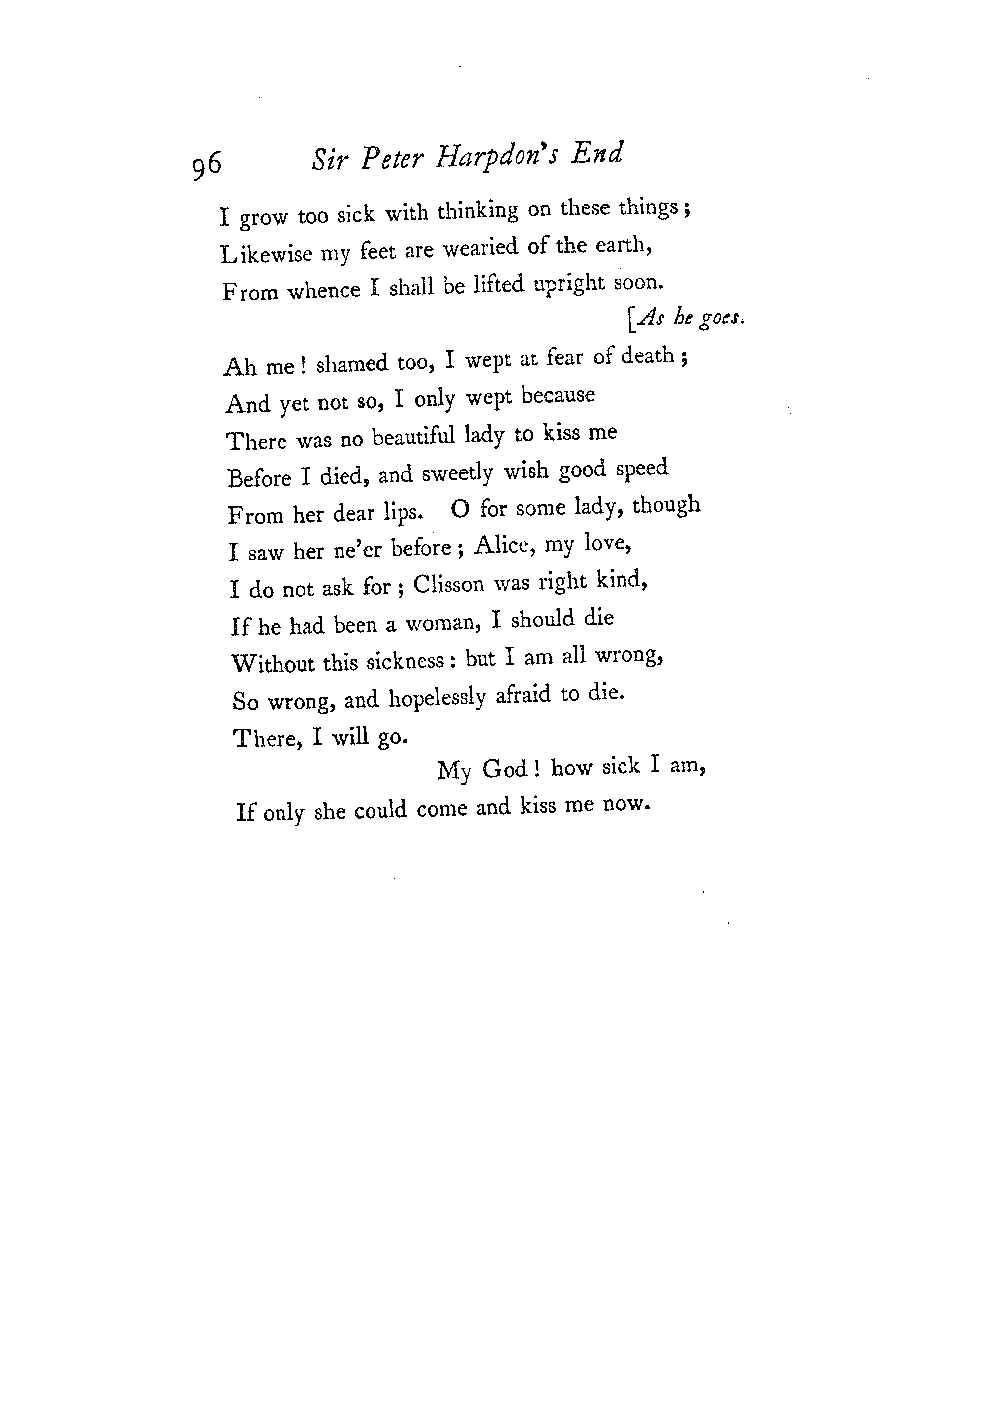 96 Sir Peter Harpdon's End
I grow too sick with thinking on these things;
Likewise my feet are wearied of the earth,
From whence I shall be lifted upright soon.
[As he goes.
Ah me! shamed too, I wept at fear of death;
And yet not so, I only wept because
There was no beautiful lady to kiss me
Before I died, and sweetly wish good speed
From her dear lips. O for some lady, though
I saw her ne'er before; Alice, my love,
I do not ask for; Clisson was right kind,
If he had been a woman, I should die
Without this sickness: but I am all wrong,
So wrong, and hopelessly afraid to die.
There, I will go.
My God! how sick I am,
If only she could come and kiss me now.